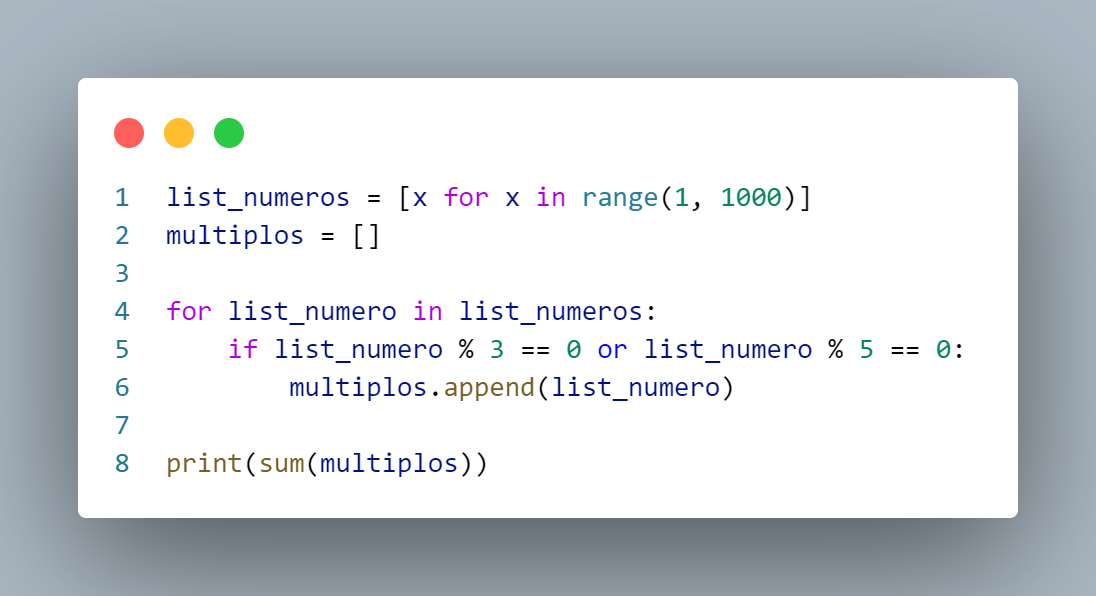 1 list_numeros = [x for x in range(1, 1000)]
2 multiplos = []
3
4 for list_numero in list_numeros:
5     if list_numero % 3 == 0 or list_numero % 5 == 0:
6         multiplos.append(list_numero)
7
8 print(sum(multiplos))